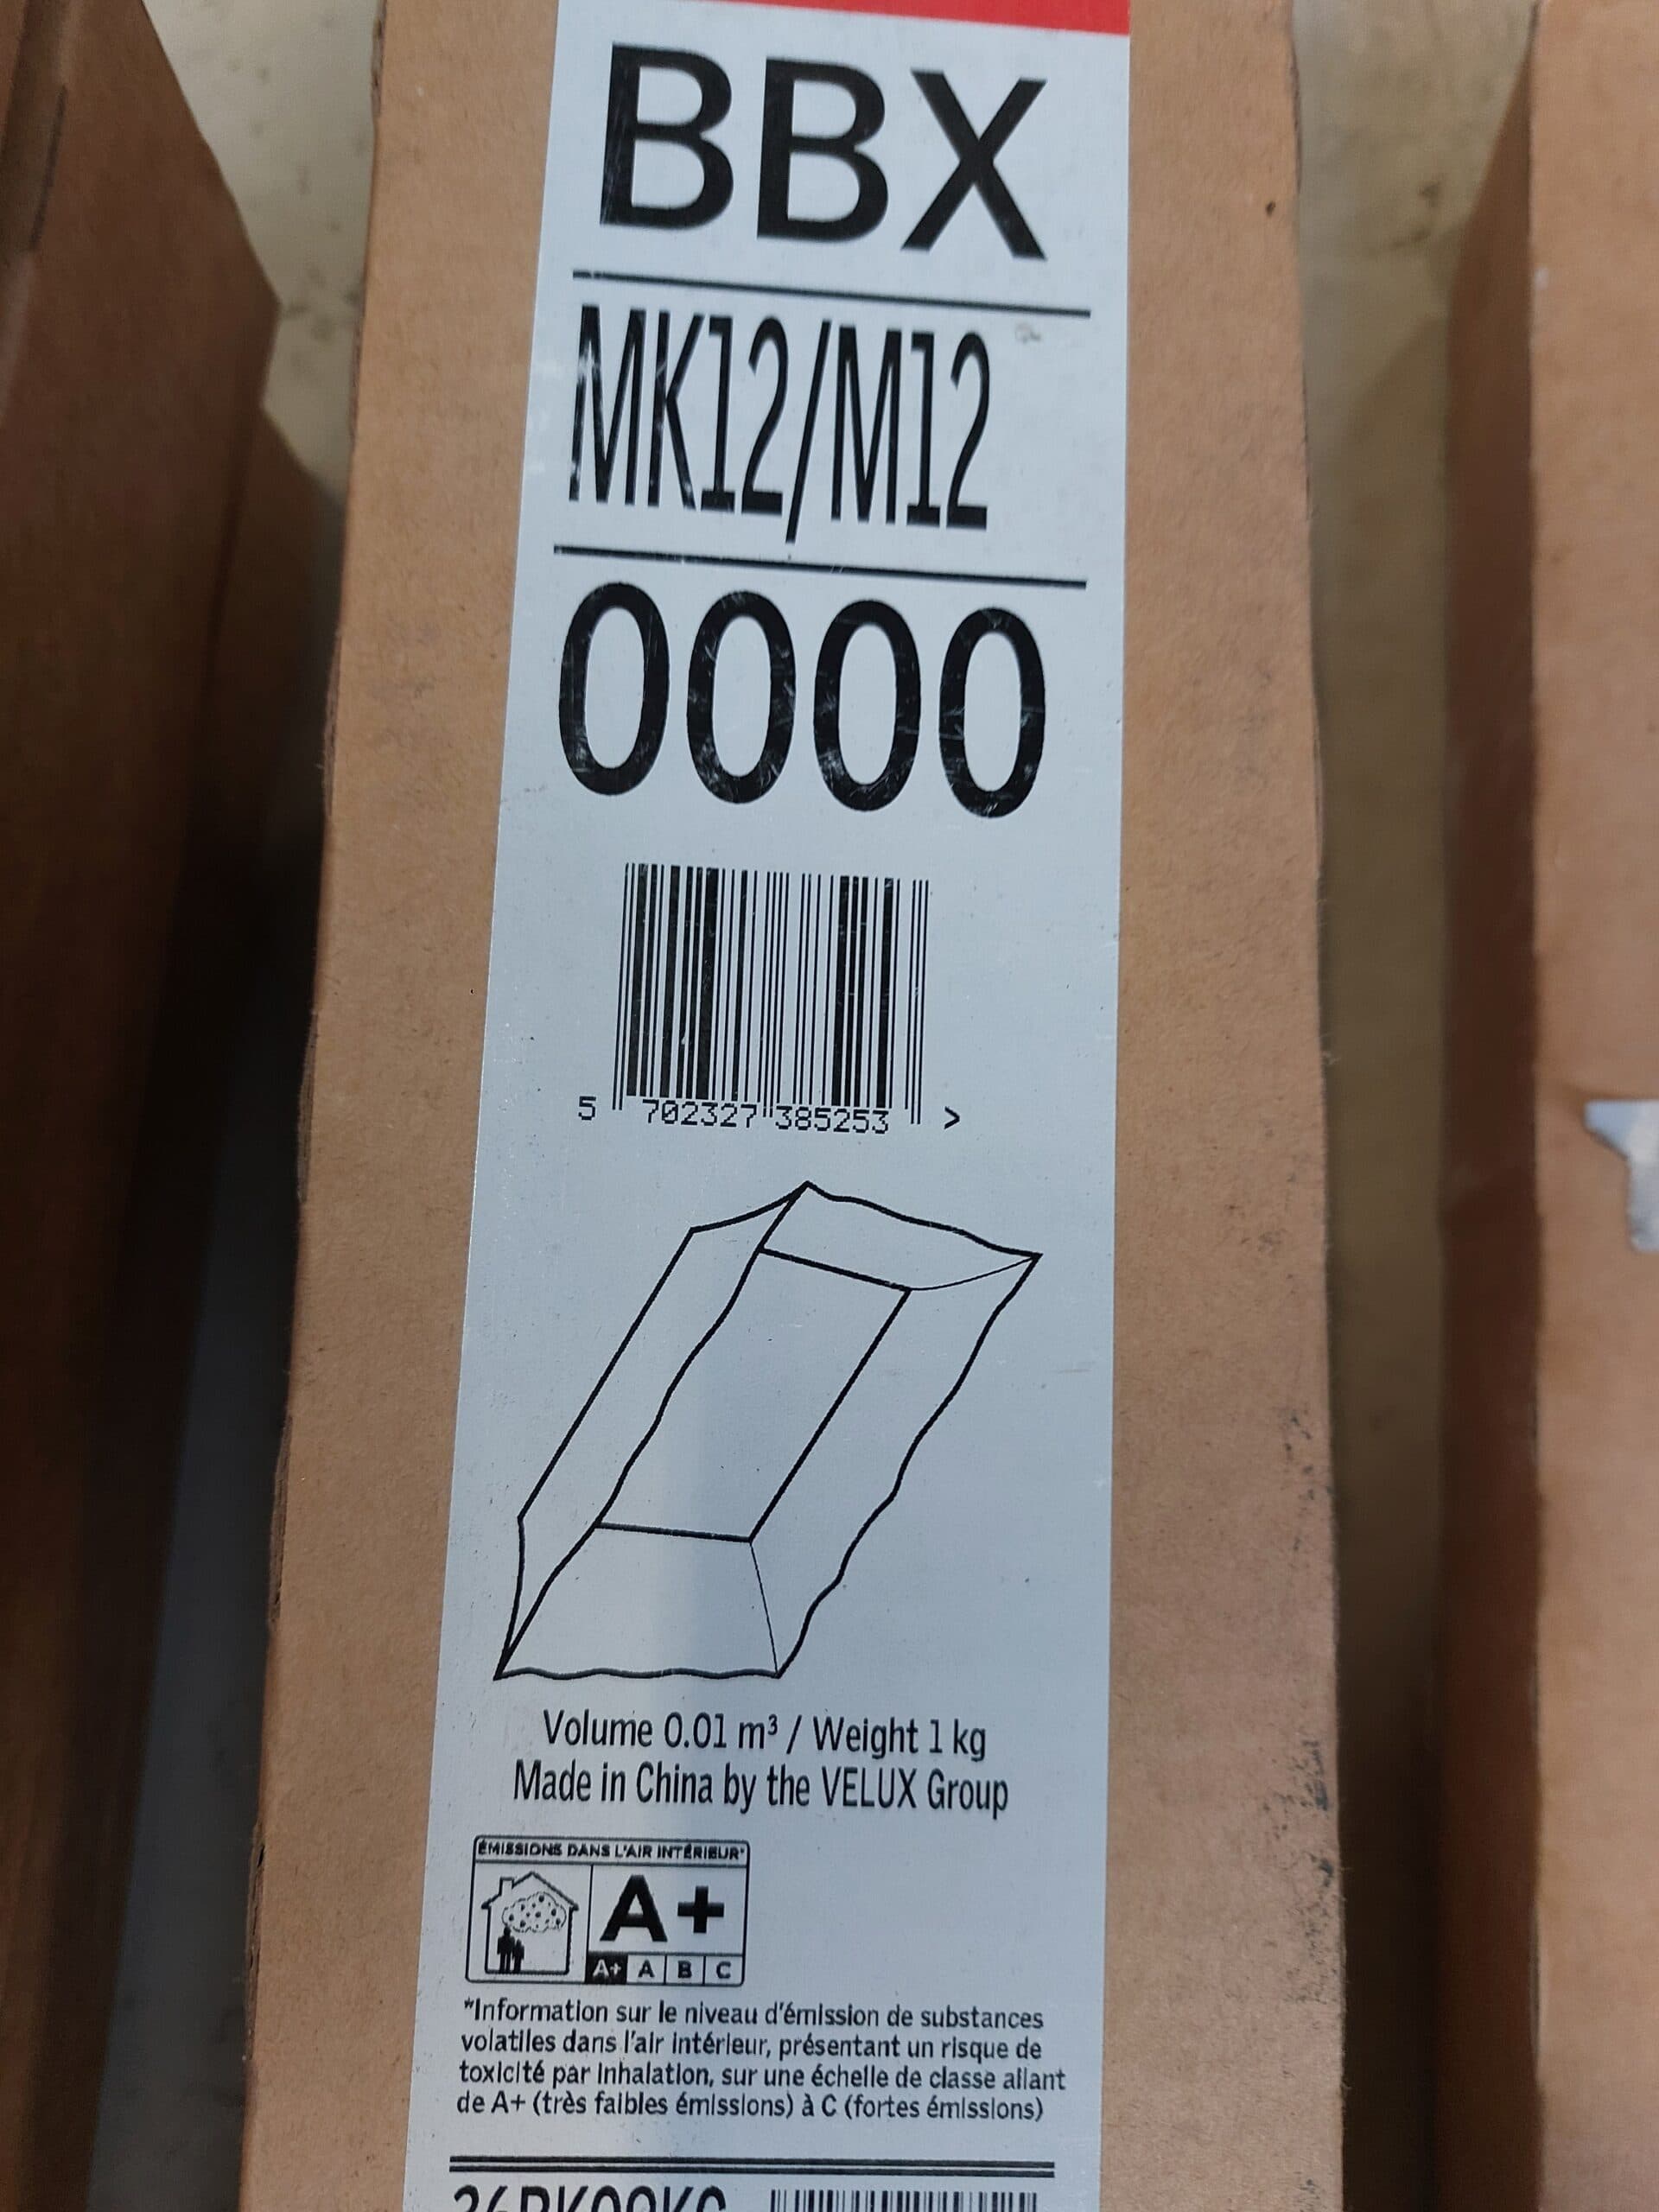 BBX
MK12/M12
0000
5 702327 385253 >
Volume 0.01 m³ / Weight 1 kg
Made in China by the VELUX Group
ÉMISSIONS DANS L'AIR INTÉRIEUR*
A+
A+ A B C
*Information sur le niveau d'émission de substances
volatiles dans l'air intérieur, présentant un risque de
toxicité par inhalation, sur une échelle de classe allant
de A+ (très faibles émissions) à C (fortes émissions)